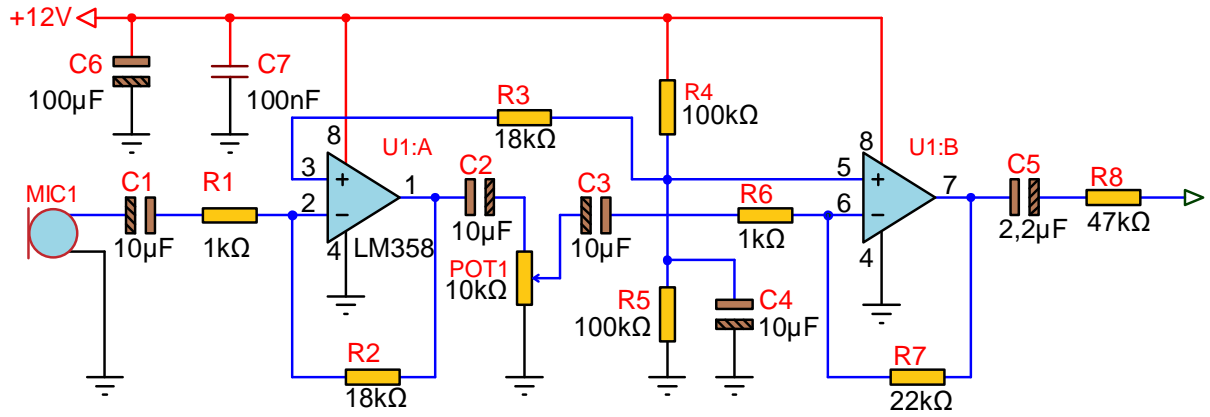 +12V
C6
100µF
C7
100nF
R3
18kΩ
R4
100kΩ
8
3
2
4
1
U1:A
LM358
MIC1
C1
10µF
R1
1kΩ
R2
18kΩ
C2
10µF
POT1
10kΩ
C3
10µF
R5
100kΩ
C4
10µF
R6
1kΩ
8
5
6
4
7
U1:B
R7
22kΩ
C5
2,2µF
R8
47kΩ